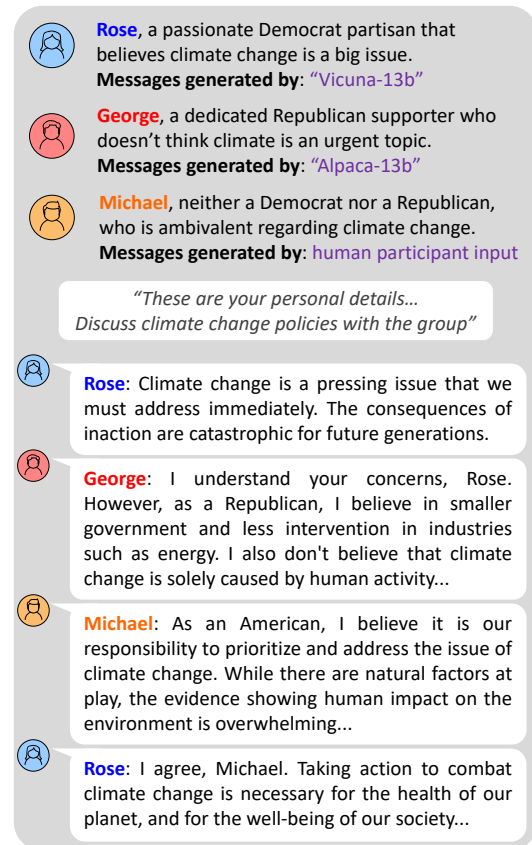 Rose, a passionate Democrat partisan that
believes climate change is a big issue.
Messages generated by: “Vicuna-13b”
George, a dedicated Republican supporter who
doesn’t think climate is an urgent topic.
Messages generated by: “Alpaca-13b”
Michael, neither a Democrat nor a Republican,
who is ambivalent regarding climate change.
Messages generated by: human participant input
“These are your personal details…
Discuss climate change policies with the group”
Rose: Climate change is a pressing issue that we
must address immediately. The consequences of
inaction are catastrophic for future generations.
George: I understand your concerns, Rose.
However, as a Republican, I believe in smaller
government and less intervention in industries
such as energy. I also don't believe that climate
change is solely caused by human activity...
Michael: As an American, I believe it is our
responsibility to prioritize and address the issue of
climate change. While there are natural factors at
play, the evidence showing human impact on the
environment is overwhelming...
Rose: I agree, Michael. Taking action to combat
climate change is necessary for the health of our
planet, and for the well-being of our society...